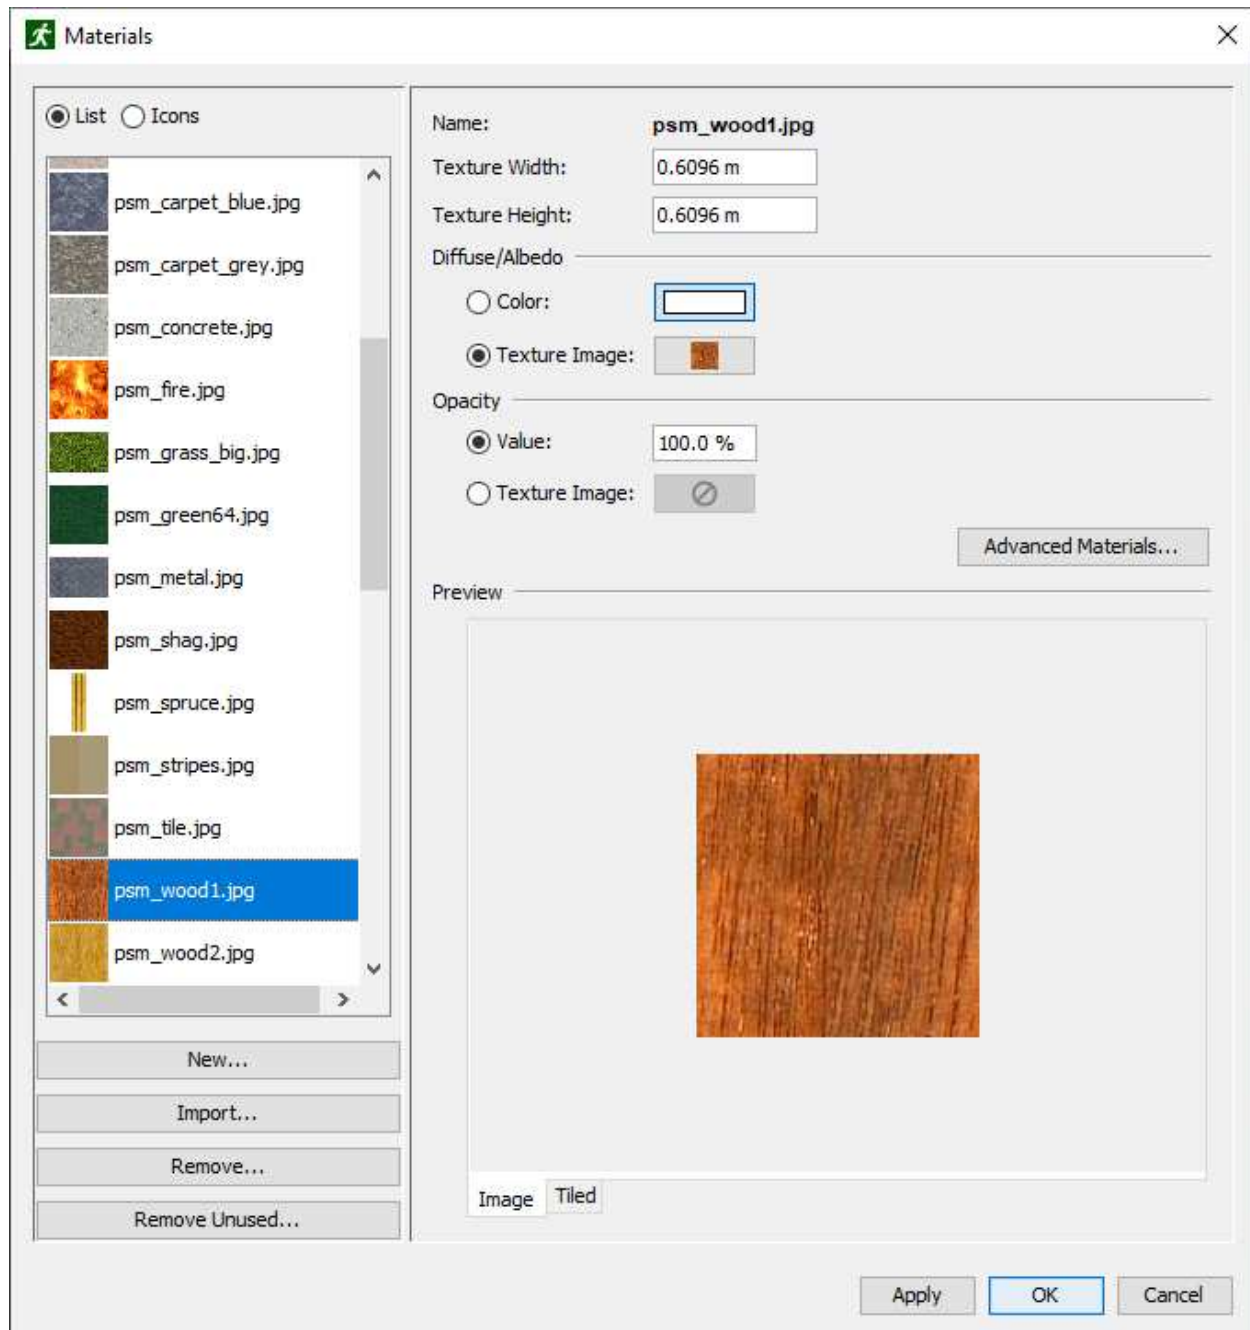 Materials
List Icons
psm_carpet_blue.jpg
psm_carpet_grey.jpg
psm_concrete.jpg
psm_fire.jpg
psm_grass_big.jpg
psm_green64.jpg
psm_metal.jpg
psm_shag.jpg
psm_spruce.jpg
psm_stripes.jpg
psm_tile.jpg
psm_wood1.jpg
psm_wood2.jpg
New...
Import...
Remove...
Remove Unused...
Name: psm_wood1.jpg
Texture Width: 0.6096 m
Texture Height: 0.6096 m
Diffuse/Albedo
Color:
Texture Image:
Opacity
Value: 100.0 %
Texture Image:
Advanced Materials...
Preview
Image Tiled
Apply OK Cancel